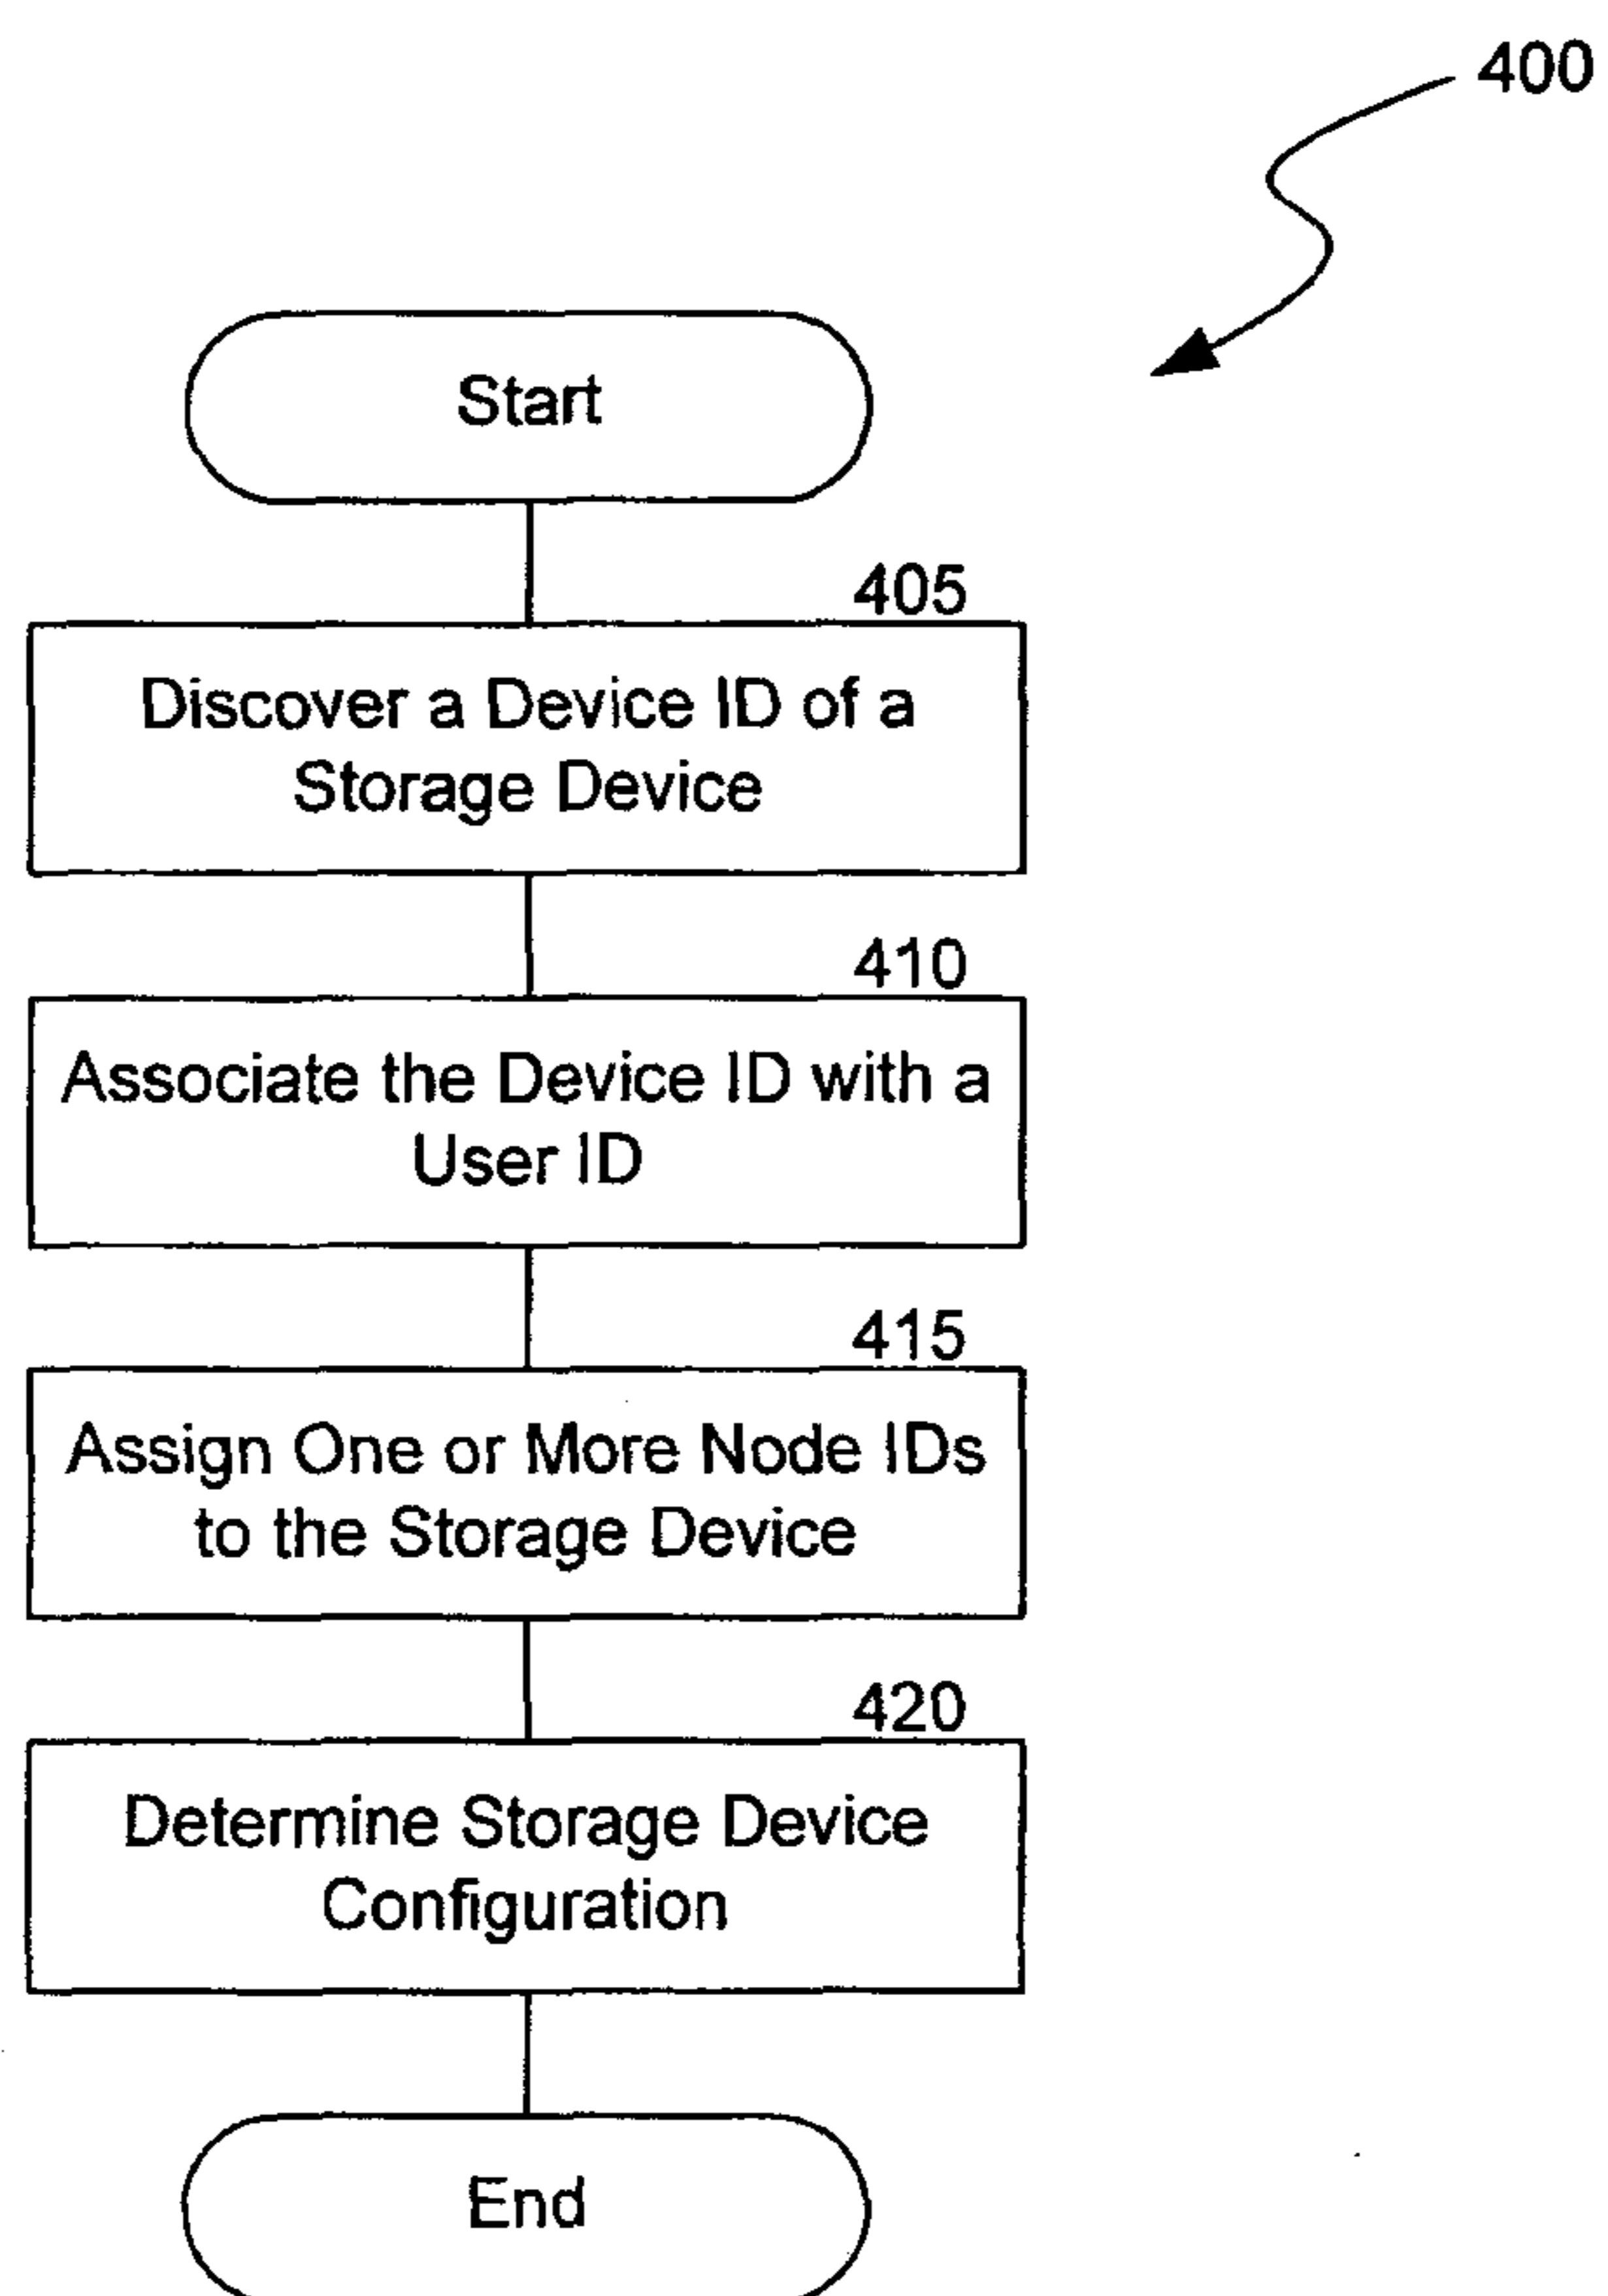 400
Start
405
Discover a Device ID of a
Storage Device
410
Associate the Device ID with a
User ID
415
Assign One or More Node IDs
to the Storage Device
420
Determine Storage Device
Configuration
End